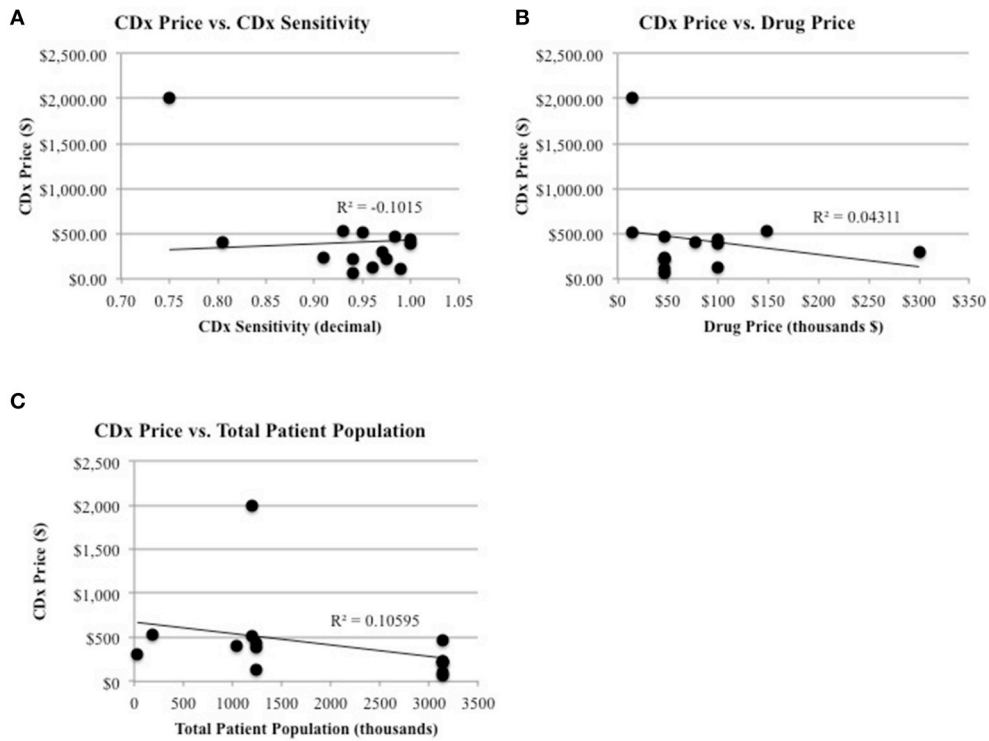 A
CDx Price vs. CDx Sensitivity
CDx Price ($)
$2,500.00
$2,000.00
$1,500.00
$1,000.00
$500.00
$0.00
R² = -0.1015
0.70 0.75 0.80 0.85 0.90 0.95 1.00 1.05
CDx Sensitivity (decimal)
B
CDx Price vs. Drug Price
CDx Price ($)
$2,500.00
$2,000.00
$1,500.00
$1,000.00
$500.00
$0.00
R² = 0.04311
$0 $50 $100 $150 $200 $250 $300 $350
Drug Price (thousands $)
C
CDx Price vs. Total Patient Population
CDx Price ($)
$2,500
$2,000
$1,500
$1,000
$500
$0
R² = 0.10595
0 500 1000 1500 2000 2500 3000 3500
Total Patient Population (thousands)